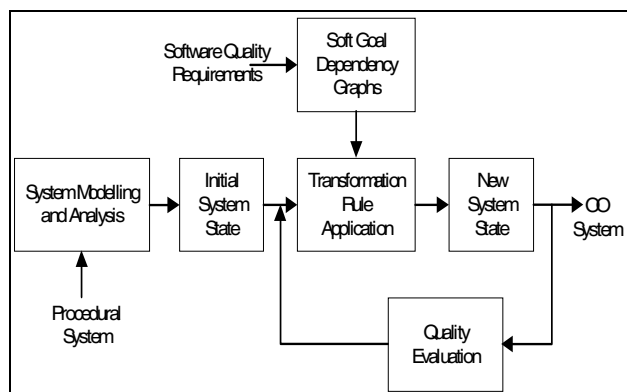 Software Quality
Requirements
Soft Goal
Dependency
Graphs
System Modelling
and Analysis
Initial
System
State
Transformation
Rule
Application
New
System
State
OO
System
Procedural
System
Quality
Evaluation